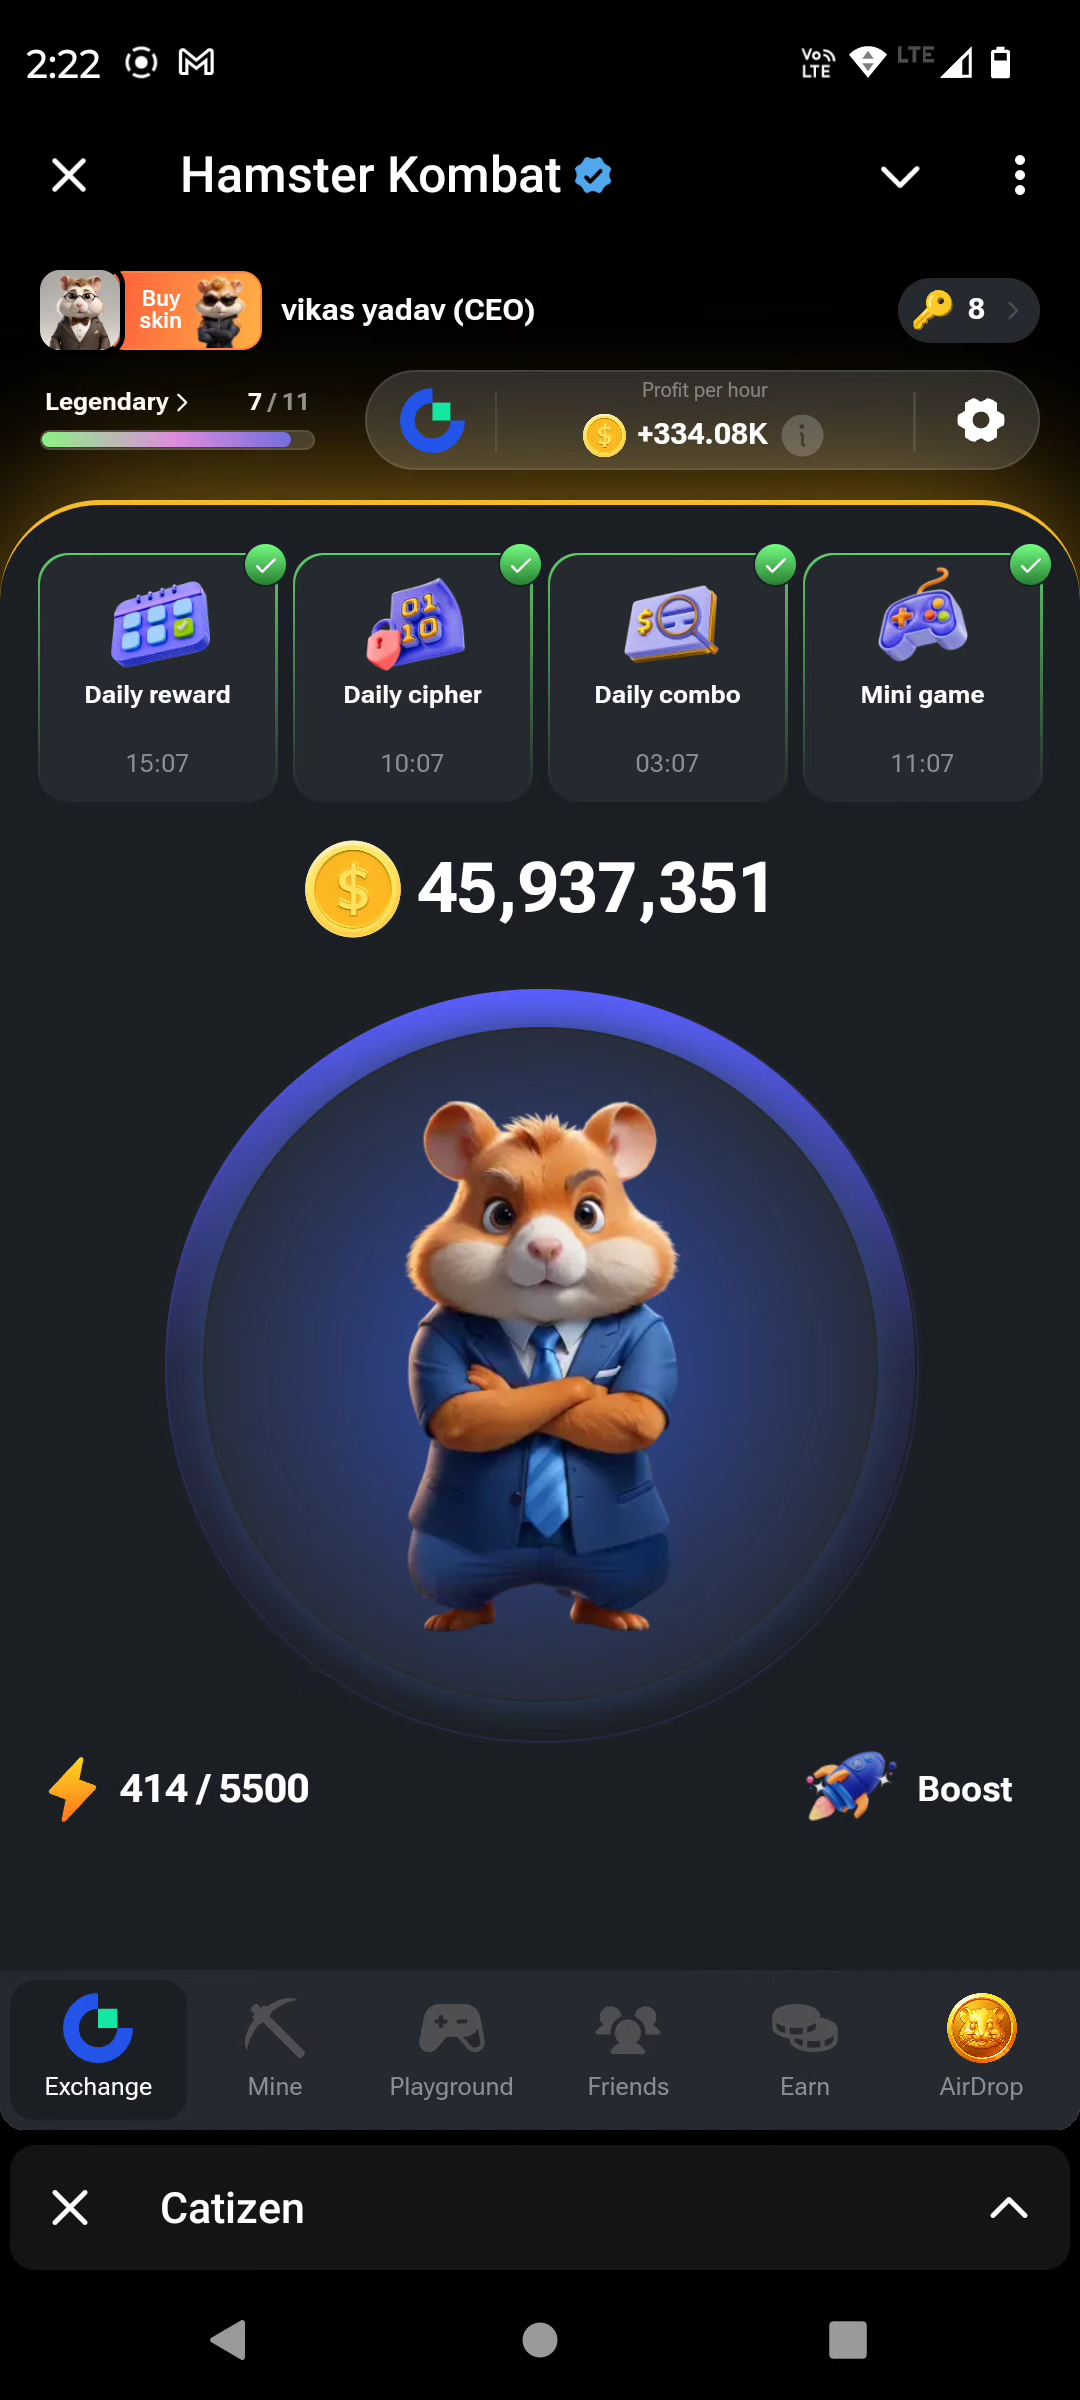 2:22
Vo
LTE
LTE
Hamster Kombat
Buy
skin
vikas yadav (CEO)
8
Legendary
7 / 11
Profit per hour
+334.08K
Daily reward
15:07
Daily cipher
10:07
Daily combo
03:07
Mini game
11:07
45,937,351
414 / 5500
Boost
Exchange
Mine
Playground
Friends
Earn
AirDrop
Catizen